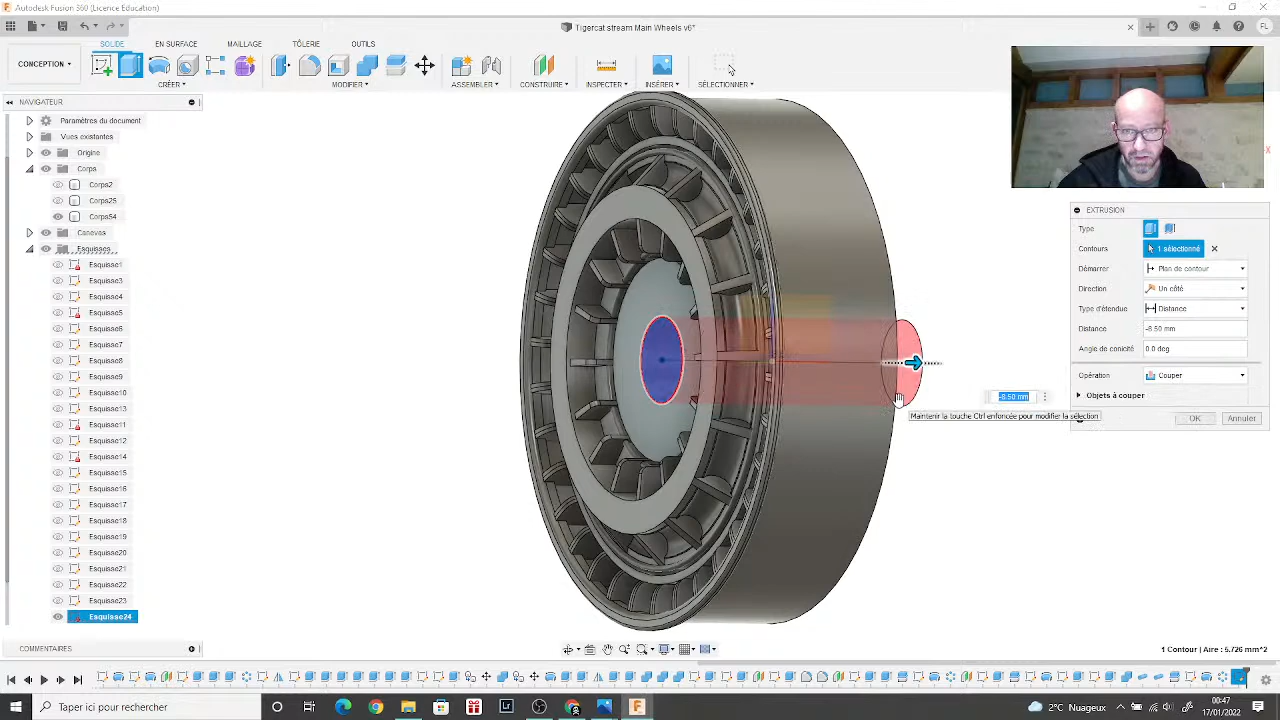 Autodesk Fusion 360 (Licence Education)
Tigercat stream Main Wheels v6*
FL
SOLIDE EN SURFACE MAILLAGE TÔLERIE OUTILS
CONCEPTION
CRÉER MODIFIER ASSEMBLER CONSTRUIRE INSPECTER INSÉRER SÉLECTIONNER
NAVIGATEUR
Paramètres du document
Vues existantes
Origine
Corps
Corps2
Corps25
Corps54
Canevas
Esquisses
Esquisse1
Esquisse3
Esquisse4
Esquisse5
Esquisse6
Esquisse7
Esquisse8
Esquisse9
Esquisse10
Esquisse13
Esquisse11
Esquisse12
Esquisse14
Esquisse15
Esquisse16
Esquisse17
Esquisse18
Esquisse19
Esquisse20
Esquisse21
Esquisse22
Esquisse23
Esquisse24
EXTRUSION
Type
Contours 1 sélectionné
Démarrer Plan de contour
Direction Un côté
Type d'étendue Distance
Distance -8.50 mm
Angle de conicité 0.0 deg
Opération Couper
Objets à couper
OK Annuler
-8.50 mm
Maintenir la touche Ctrl enfoncée pour modifier la sélection
COMMENTAIRES
1 Contour | Aire : 5.726 mm^2
Taper ici pour rechercher
2°C Nuageux
00:47
17/01/2022